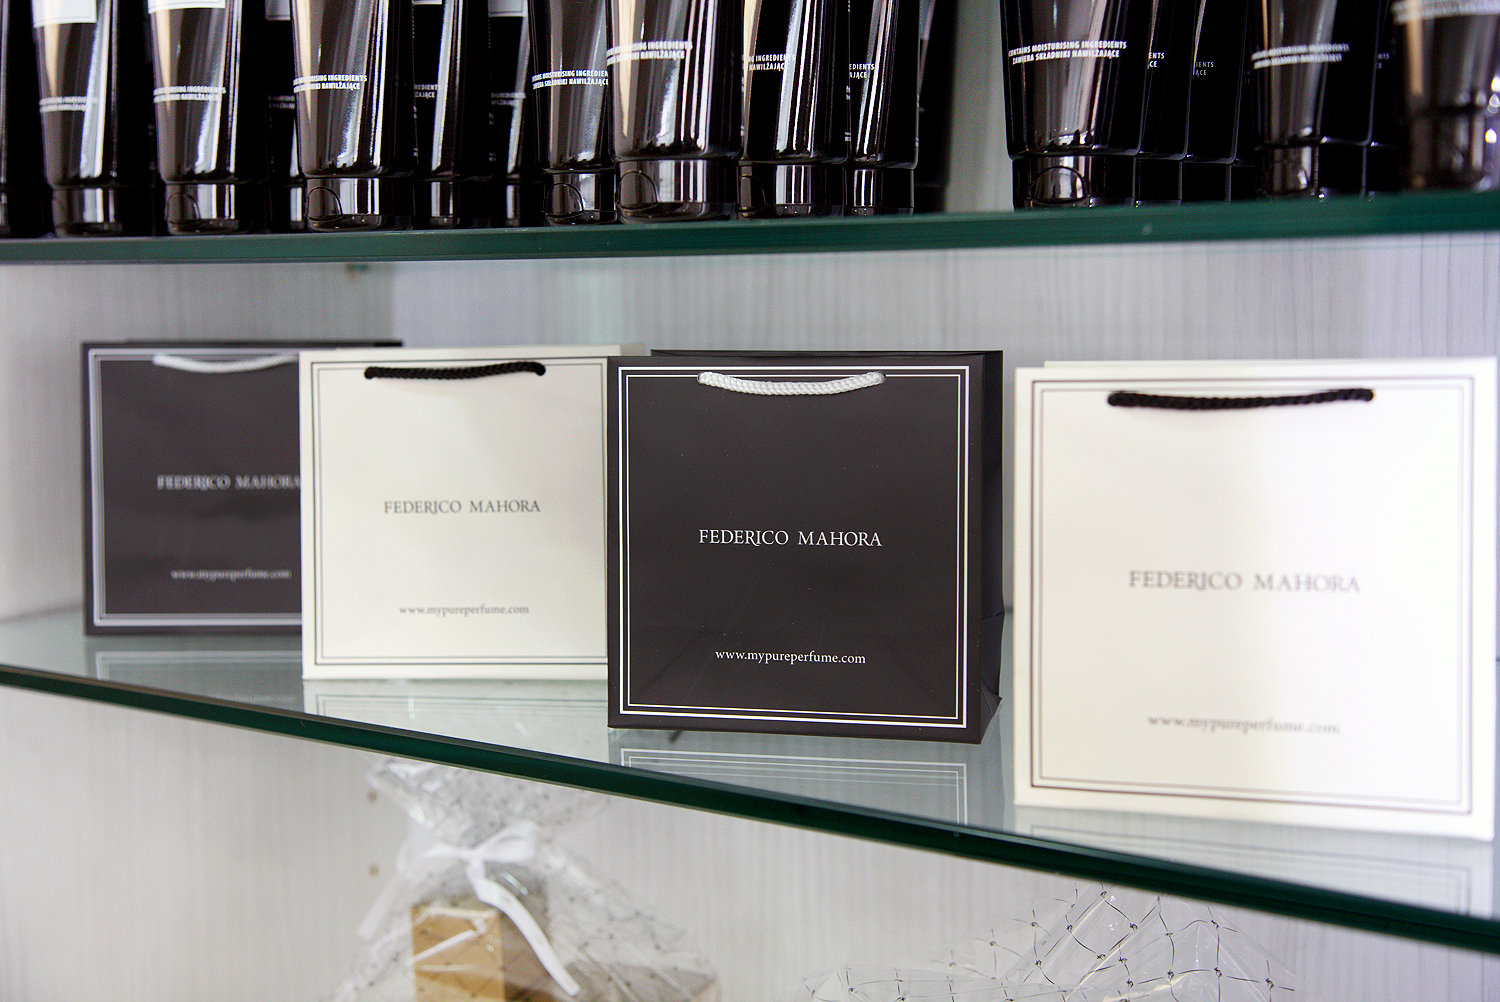 CONTAINS MOISTURISING INGREDIENTS
ZAWIERA SKŁADNIKI NAWILŻAJĄCE
FEDERICO MAHORA
www.mypureperfume.com
FEDERICO MAHORA
www.mypureperfume.com
FEDERICO MAHORA
www.mypureperfume.com
FEDERICO MAHORA
www.mypureperfume.com